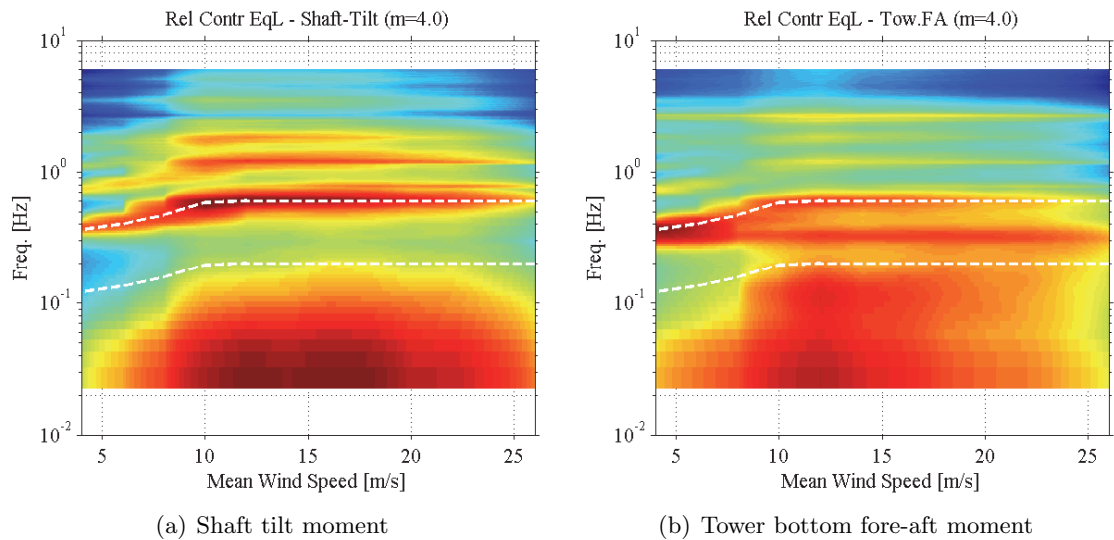 Rel Contr EqL - Shaft-Tilt (m=4.0)
10^1
10^0
10^-1
10^-2
Freq. [Hz]
5 10 15 20 25
Mean Wind Speed [m/s]
(a) Shaft tilt moment
Rel Contr EqL - Tow.FA (m=4.0)
10^1
10^0
10^-1
10^-2
Freq. [Hz]
5 10 15 20 25
Mean Wind Speed [m/s]
(b) Tower bottom fore-aft moment